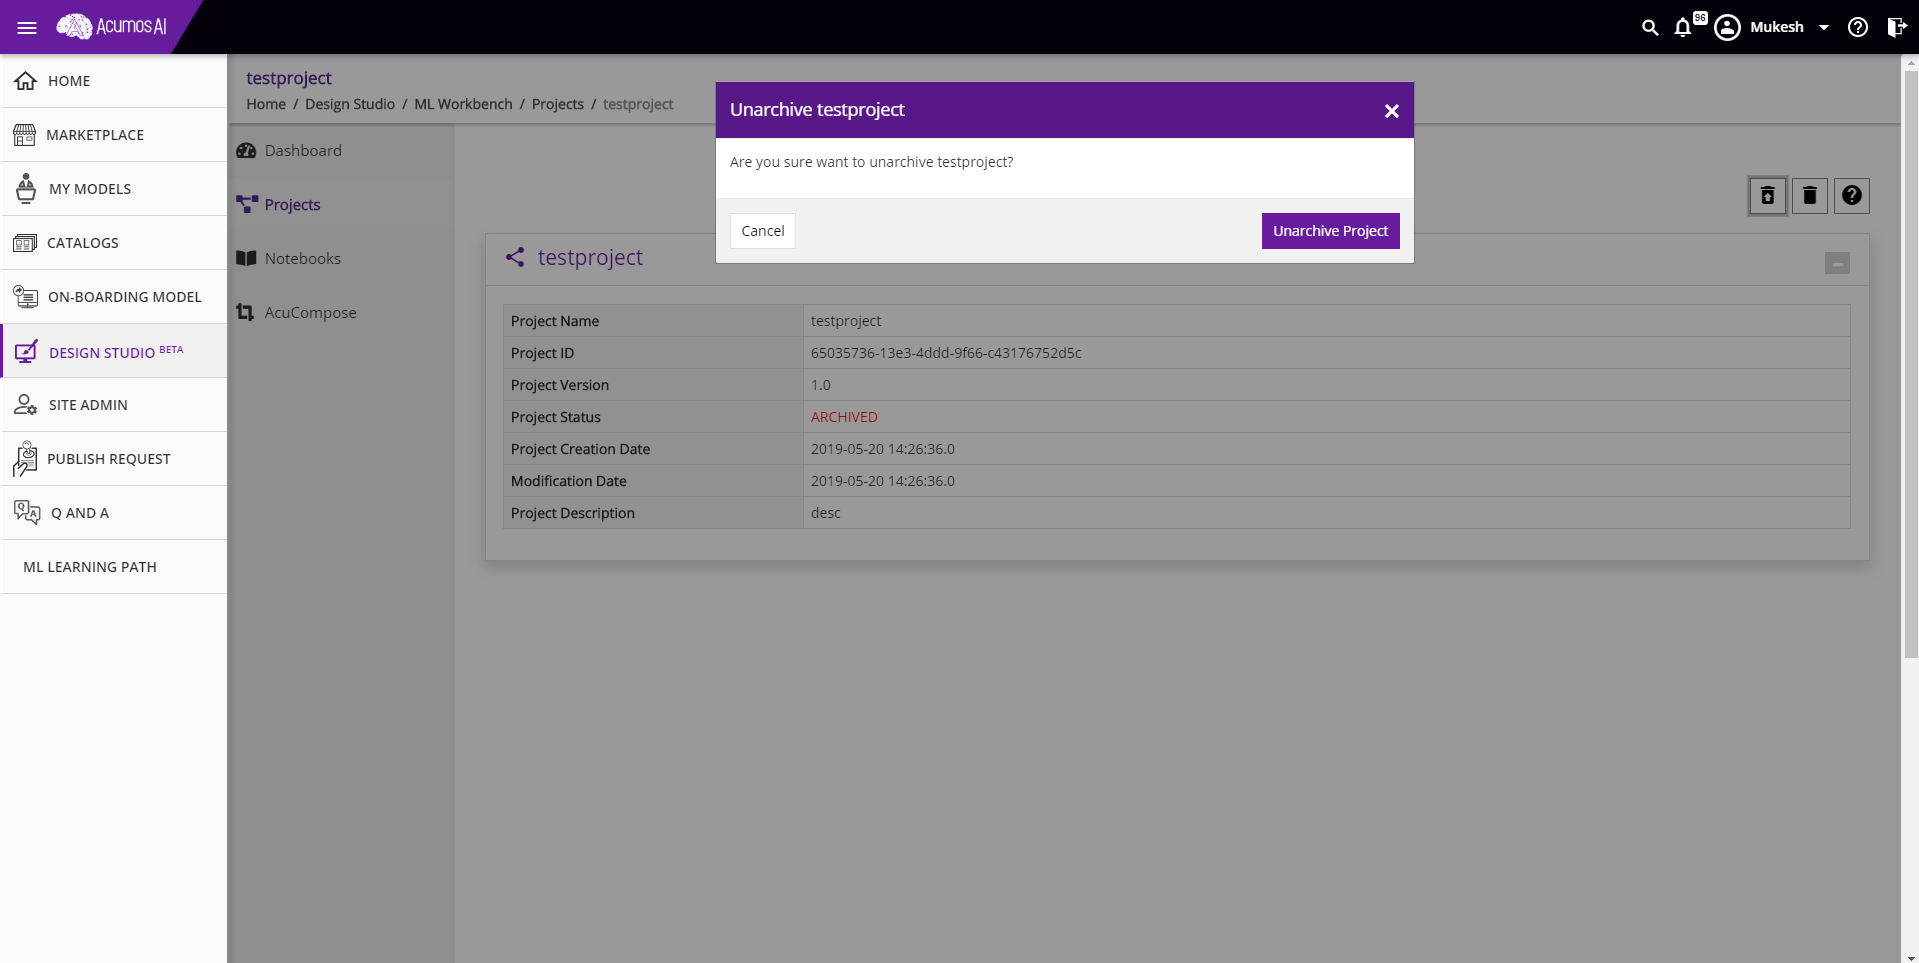 Acumos AI
96
Mukesh
HOME
MARKETPLACE
MY MODELS
CATALOGS
ON-BOARDING MODEL
DESIGN STUDIO BETA
SITE ADMIN
PUBLISH REQUEST
Q AND A
ML LEARNING PATH
testproject
Home / Design Studio / ML Workbench / Projects / testproject
Dashboard
Projects
Notebooks
AcuCompose
Unarchive testproject
Are you sure want to unarchive testproject?
Cancel
Unarchive Project
testproject
Project Name testproject
Project ID 65035736-13e3-4ddd-9f66-c43176752d5c
Project Version 1.0
Project Status ARCHIVED
Project Creation Date 2019-05-20 14:26:36.0
Modification Date 2019-05-20 14:26:36.0
Project Description desc